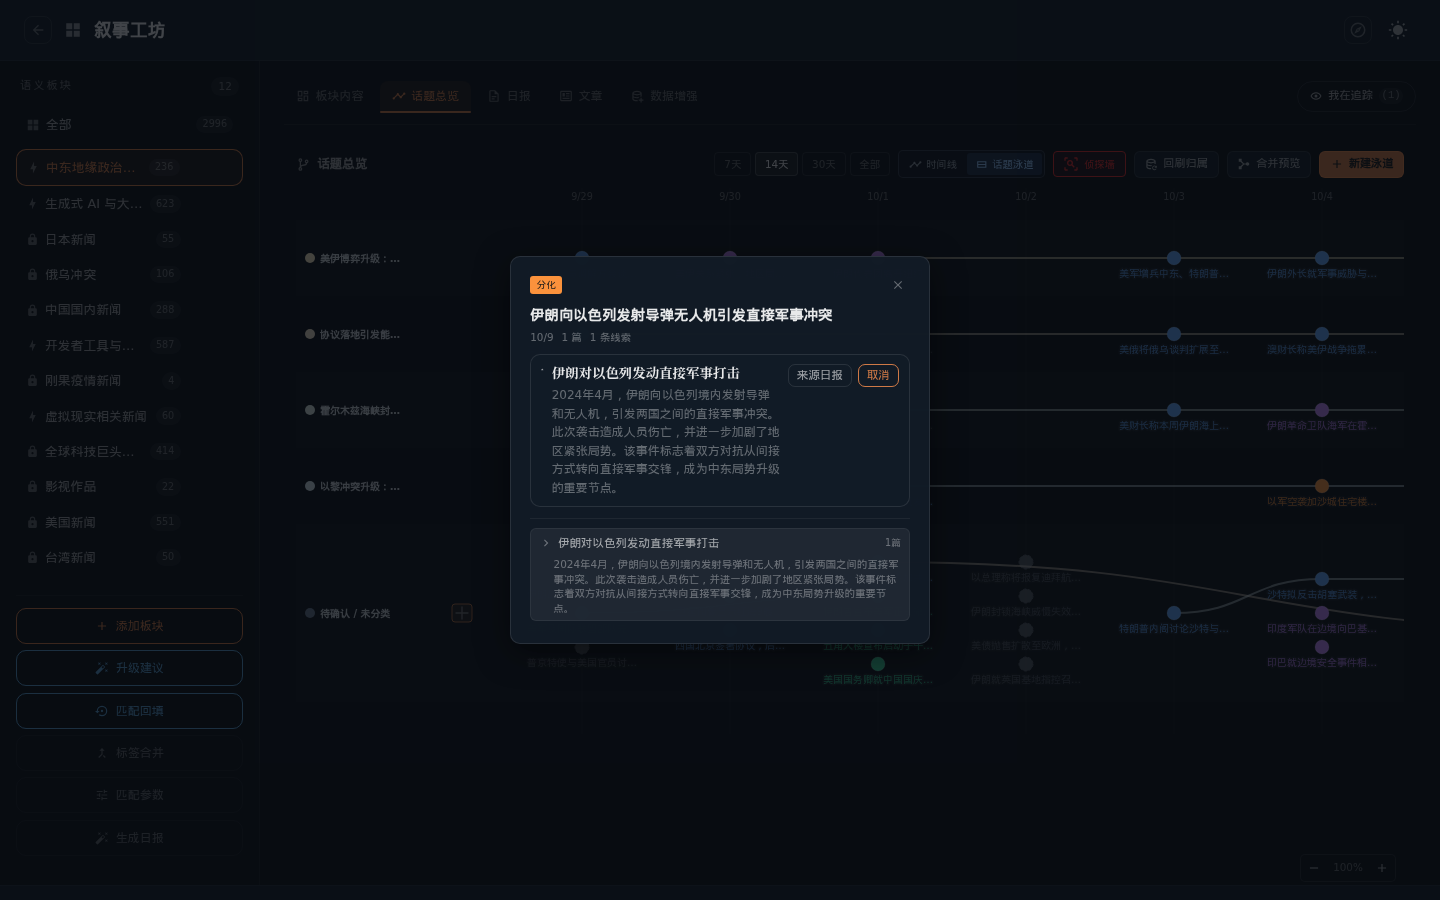 叙事工坊
语义板块 12
全部 2996
中东地缘政治... 236
生成式 AI 与大... 623
日本新闻 55
俄乌冲突 106
中国国内新闻 288
开发者工具与... 587
刚果疫情新闻 4
虚拟现实相关新闻 60
全球科技巨头... 414
影视作品 22
美国新闻 551
台湾新闻 50
添加板块
升级建议
匹配回填
标签合并
匹配参数
生成日报
板块内容 话题总览 日报 文章 数据增强
我在追踪 (1)
话题总览
7天 14天 30天 全部 时间线 话题泳道 侦探墙 回刷归属 合并预览 新建泳道
9/29 9/30 10/1 10/2 10/3 10/4
美伊博弈升级：...
美军增兵中东、特朗普...
伊朗外长就军事威胁与...
协议落地引发能...
美俄将俄乌谈判扩展至...
澳财长称美伊战争拖累...
霍尔木兹海峡封...
美财长称本周伊朗海上...
伊朗革命卫队海军在霍...
以黎冲突升级：...
以军空袭加沙城住宅楼...
待确认 / 未分类
沙特拟反击胡塞武装，...
特朗普内阁讨论沙特与...
印度军队在边境向巴基...
印巴就边境安全事件相...
美国国务卿就中国国庆...
分化
伊朗向以色列发射导弹无人机引发直接军事冲突
10/9 1 篇 1 条线索
伊朗对以色列发动直接军事打击
来源日报 取消
2024年4月，伊朗向以色列境内发射导弹
和无人机，引发两国之间的直接军事冲突。
此次袭击造成人员伤亡，并进一步加剧了地
区紧张局势。该事件标志着双方对抗从间接
方式转向直接军事交锋，成为中东局势升级
的重要节点。
伊朗对以色列发动直接军事打击 1篇
2024年4月，伊朗向以色列境内发射导弹和无人机，引发两国之间的直接军
事冲突。此次袭击造成人员伤亡，并进一步加剧了地区紧张局势。该事件标
志着双方对抗从间接方式转向直接军事交锋，成为中东局势升级的重要节
点。
100%